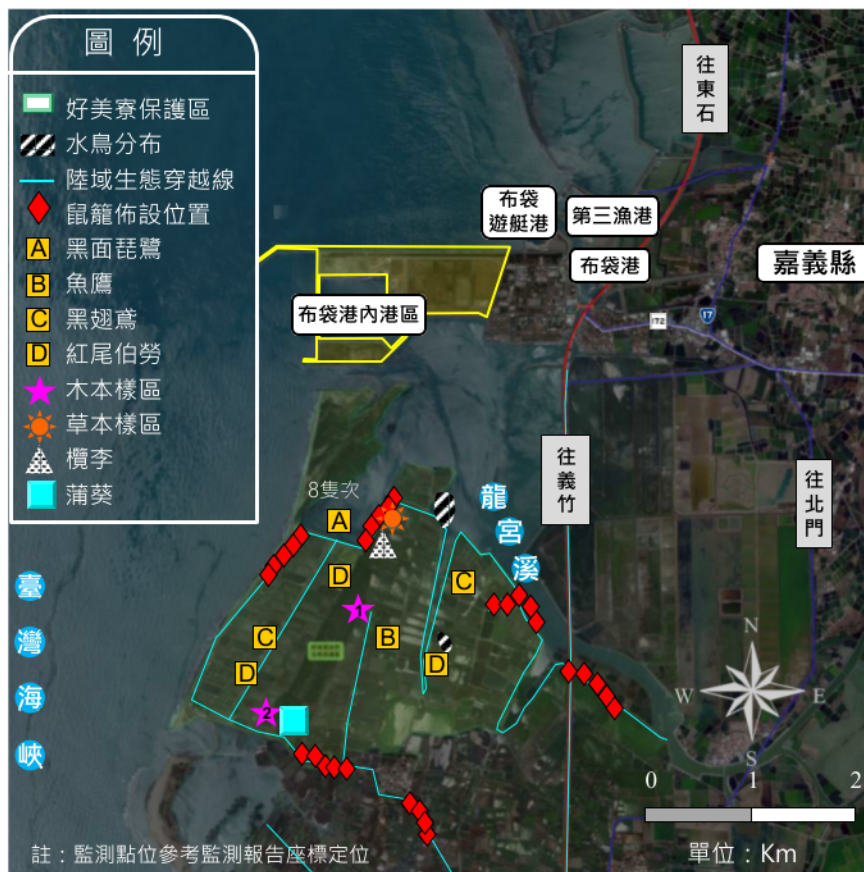 圖 例
好美寮保護區
水鳥分布
陸域生態穿越線
鼠籠佈設位置
A 黑面琵鷺
B 魚鷹
C 黑翅鳶
D 紅尾伯勞
木本樣區
草本樣區
欖李
蒲葵
往東石
布袋
遊艇港
第三漁港
布袋港
嘉義縣
172
17
布袋港內港區
往義竹
往北門
龍宮溪
8隻次
A
D
C
1
B
C
D
D
2
臺灣海峽
N
W
E
S
0 1 2
單位：Km
註：監測點位參考監測報告座標定位